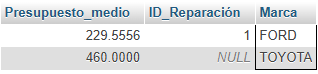 Presupuesto_medio ID_Reparación Marca
229.5556 1 FORD
460.0000 NULL TOYOTA